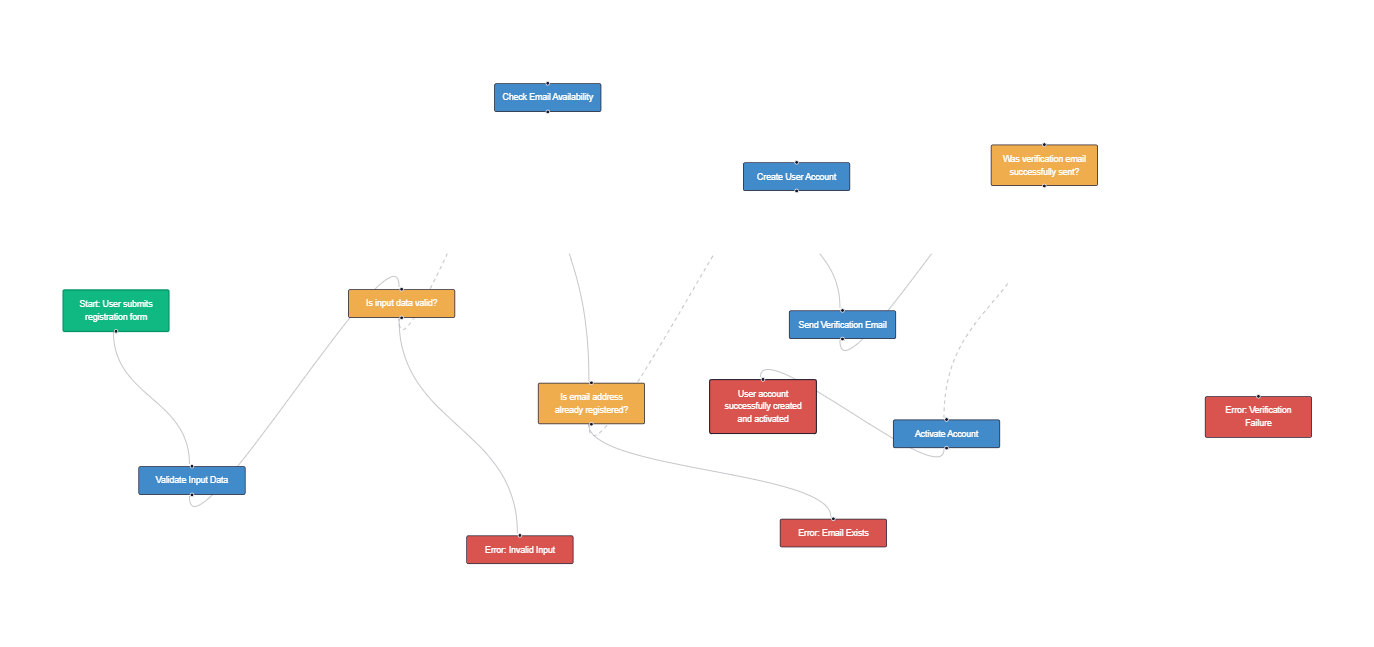 Check Email Availability
Was verification email
successfully sent?
Create User Account
Start: User submits
registration form
Is input data valid?
Send Verification Email
Is email address
already registered?
User account
successfully created
and activated
Activate Account
Error: Verification
Failure
Validate Input Data
Error: Email Exists
Error: Invalid Input